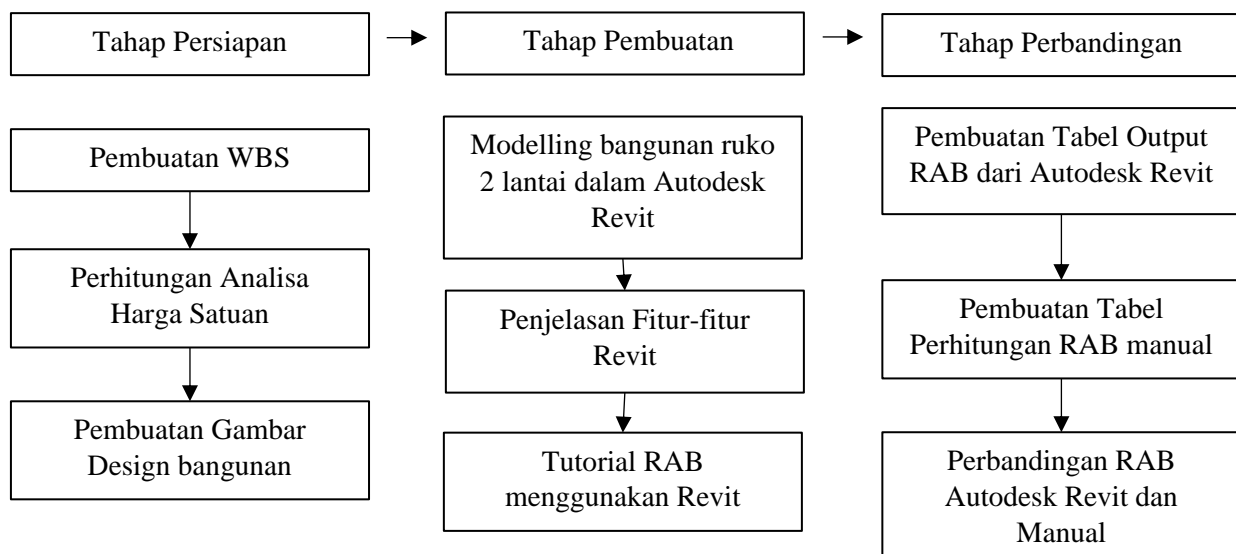 Tahap Persiapan
Tahap Pembuatan
Tahap Perbandingan
Pembuatan WBS
Perhitungan Analisa
Harga Satuan
Pembuatan Gambar
Design bangunan
Modelling bangunan ruko
2 lantai dalam Autodesk
Revit
Penjelasan Fitur-fitur
Revit
Tutorial RAB
menggunakan Revit
Pembuatan Tabel Output
RAB dari Autodesk Revit
Pembuatan Tabel
Perhitungan RAB manual
Perbandingan RAB
Autodesk Revit dan
Manual